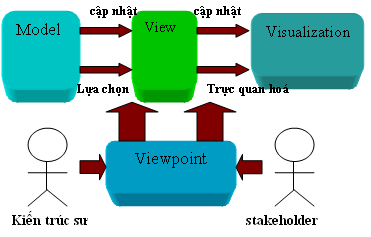 cập nhật
cập nhật
Model
View
Visualization
Lựa chọn
Trực quan hoá
Viewpoint
Kiến trúc sư
stakeholder